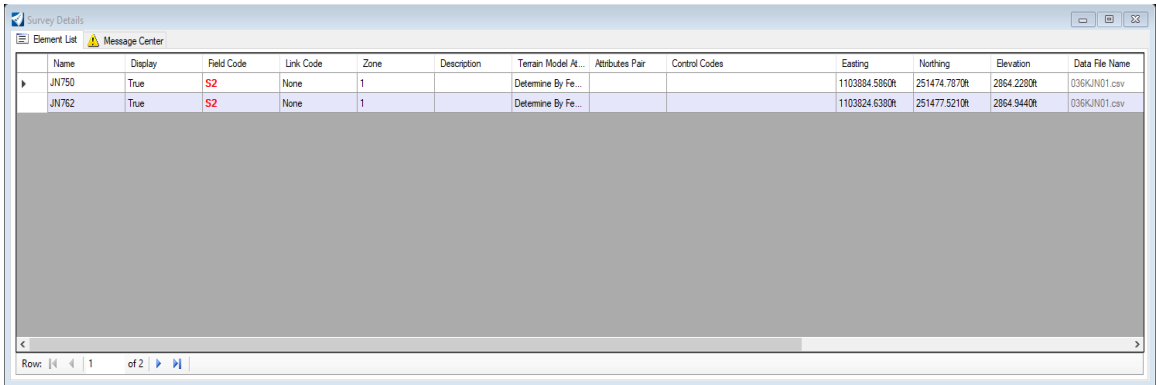 Survey Details
Element List Message Center
Name Display Field Code Link Code Zone Description Terrain Model At... Attributes Pair Control Codes Easting Northing Elevation Data File Name
JN750 True S2 None 1 Determine By Fe... 1103884.5860ft 251474.7870ft 2864.2280ft 036KJN01.csv
JN762 True S2 None 1 Determine By Fe... 1103824.6380ft 251477.5210ft 2864.9440ft 036KJN01.csv
Row: 1 of 2